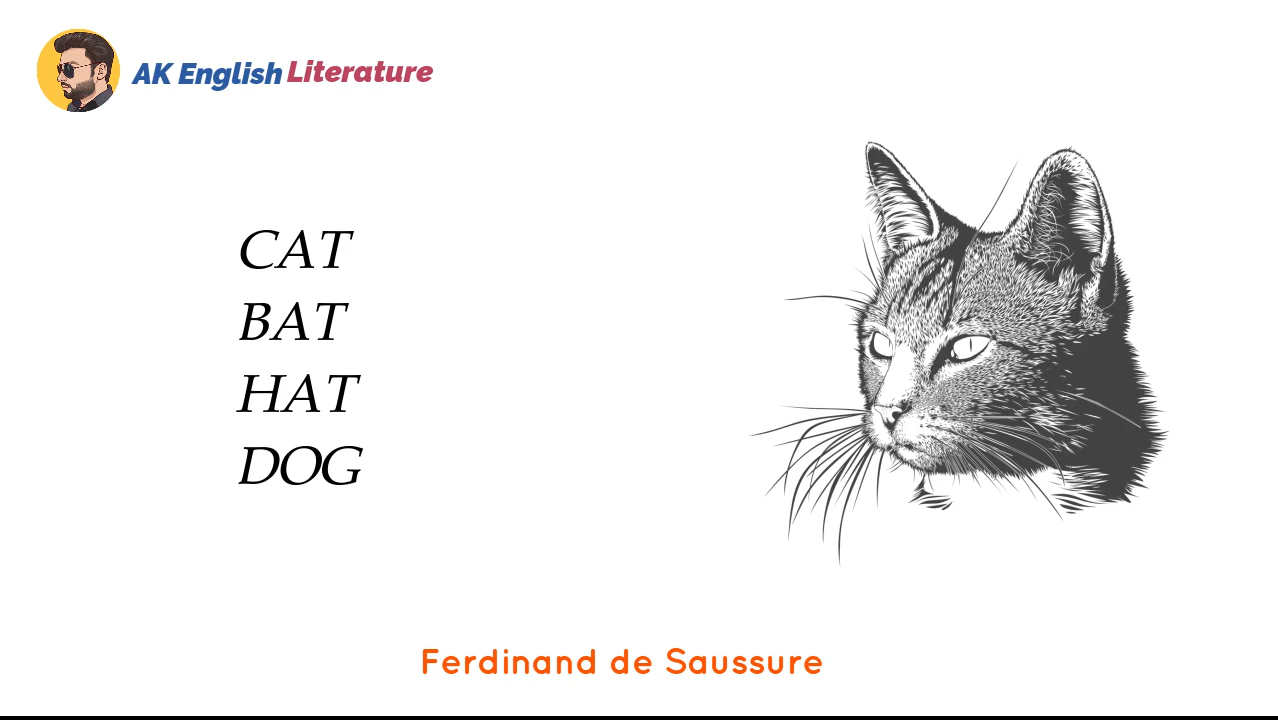 AK English Literature
CAT
BAT
HAT
DOG
Ferdinand de Saussure